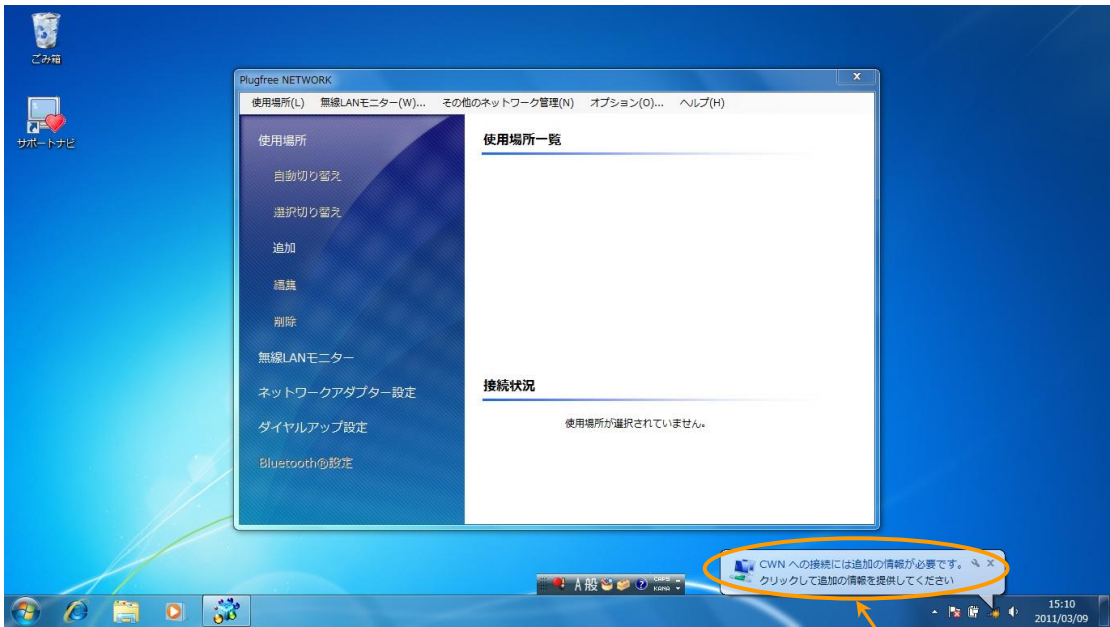 ごみ箱
サポートナビ
Plugfree NETWORK
使用場所(L) 無線LANモニター(W)... その他のネットワーク管理(N) オプション(O)... ヘルプ(H)
使用場所
自動切り替え
選択切り替え
追加
編集
削除
無線LANモニター
ネットワークアダプター設定
ダイヤルアップ設定
Bluetooth®設定
使用場所一覧
接続状況
使用場所が選択されていません。
CWN への接続には追加の情報が必要です。
クリックして追加の情報を提供してください
A 般 CAPS
KANA
15:10
2011/03/09